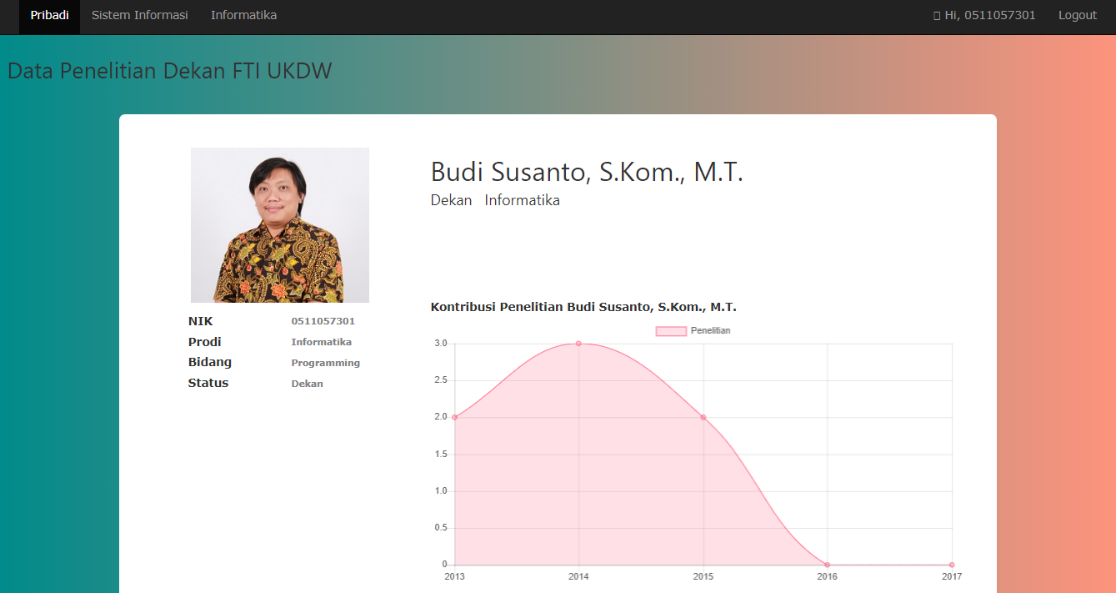 Pribadi Sistem Informasi Informatika Hi, 0511057301 Logout
Data Penelitian Dekan FTI UKDW
Budi Susanto, S.Kom., M.T.
Dekan Informatika
NIK 0511057301
Prodi Informatika
Bidang Programming
Status Dekan
Kontribusi Penelitian Budi Susanto, S.Kom., M.T.
Penelitian
3.0
2.5
2.0
1.5
1.0
0.5
0
2013 2014 2015 2016 2017